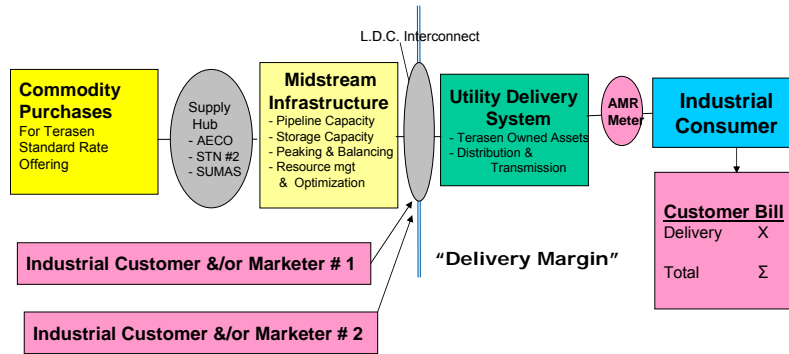 L.D.C. Interconnect
Commodity
Purchases
For Terasen
Standard Rate
Offering
Supply
Hub
- AECO
- STN #2
- SUMAS
Midstream
Infrastructure
- Pipeline Capacity
- Storage Capacity
- Peaking & Balancing
- Resource mgt
& Optimization
Utility Delivery
System
- Terasen Owned Assets
- Distribution &
Transmission
AMR
Meter
Industrial
Consumer
Customer Bill
Delivery X
Total Σ
Industrial Customer &/or Marketer # 1
"Delivery Margin"
Industrial Customer &/or Marketer # 2